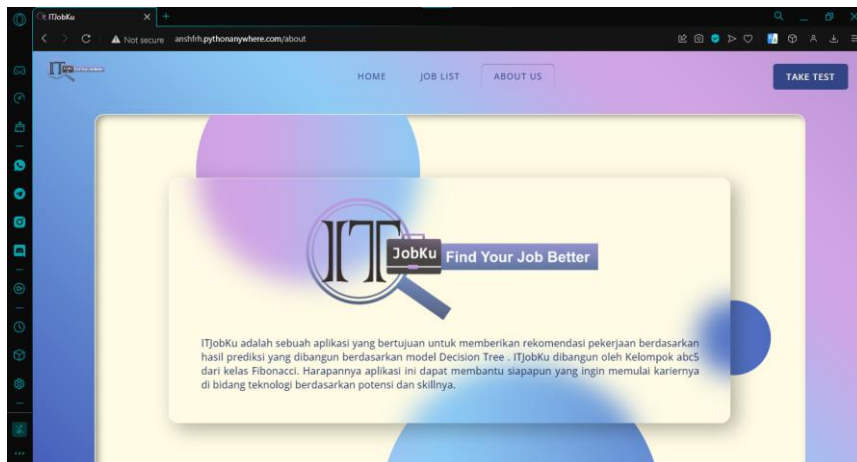 ITJobKu
Not secure anshfrh.pythonanywhere.com/about
HOME JOB LIST ABOUT US TAKE TEST
IT JobKu Find Your Job Better
ITJobKu adalah sebuah aplikasi yang bertujuan untuk memberikan rekomendasi pekerjaan berdasarkan
hasil prediksi yang dibangun berdasarkan model Decision Tree . ITJobKu dibangun oleh Kelompok abc5
dari kelas Fibonacci. Harapannya aplikasi ini dapat membantu siapapun yang ingin memulai kariernya
di bidang teknologi berdasarkan potensi dan skillnya.